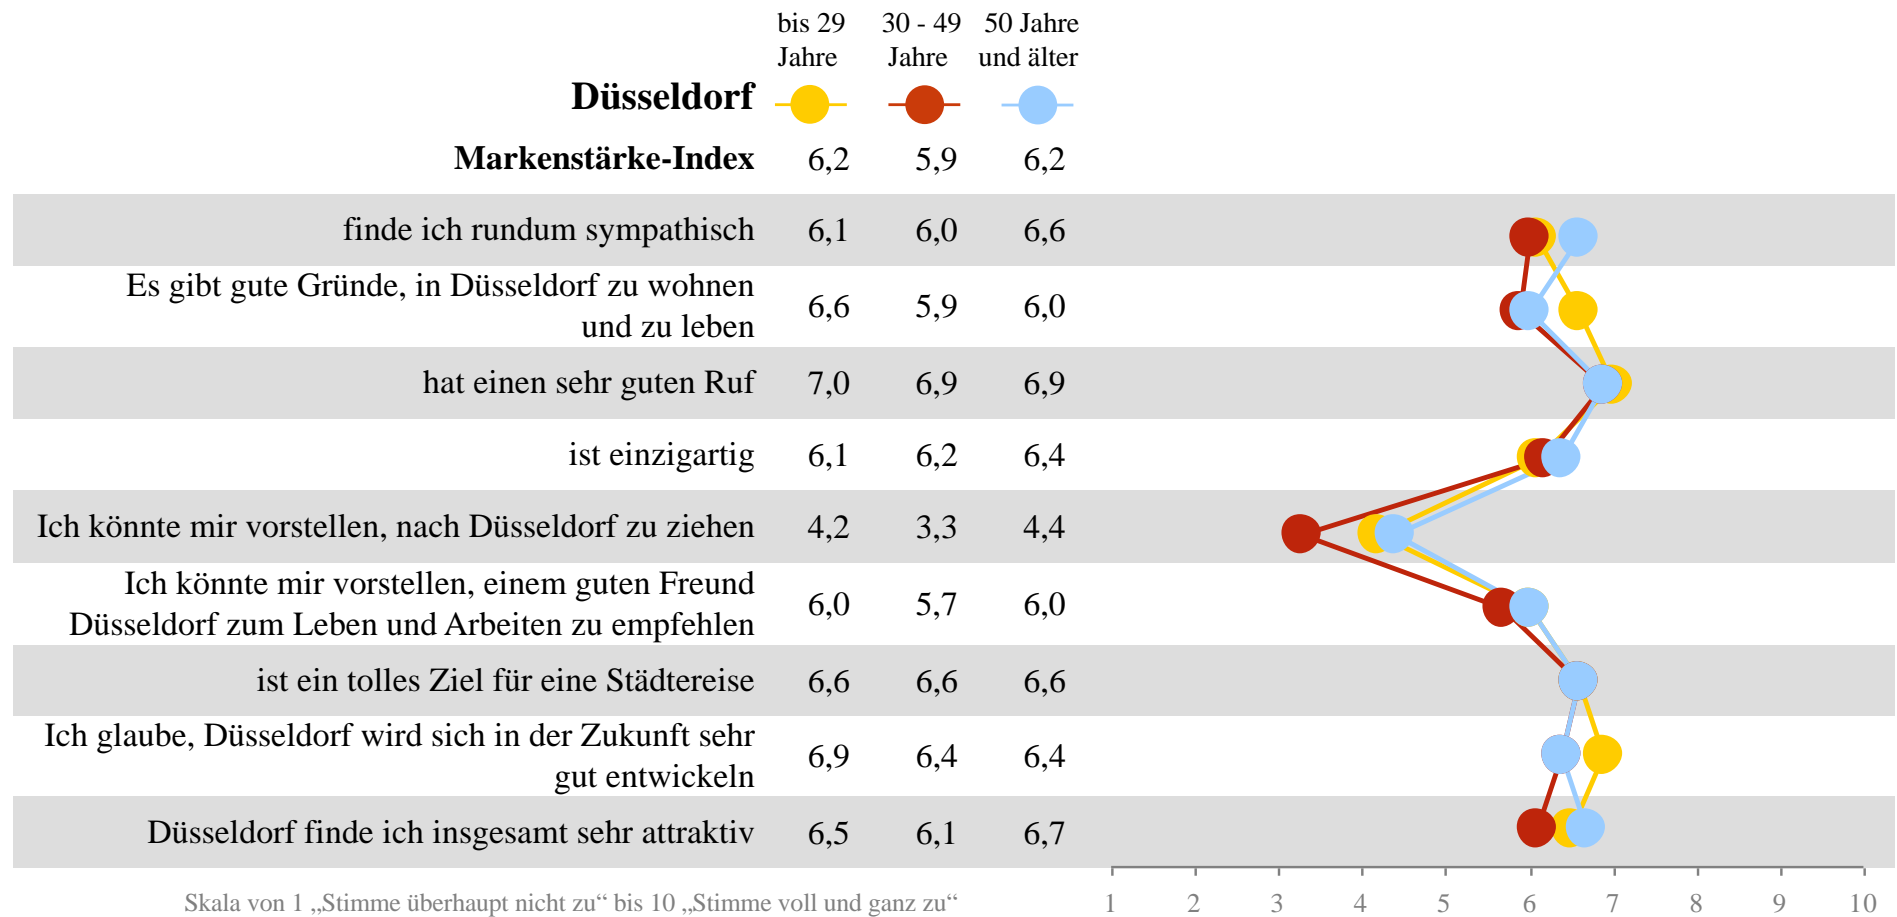 bis 29 30 - 49 50 Jahre
Jahre Jahre und älter
Düsseldorf
Markenstärke-Index 6,2 5,9 6,2
finde ich rundum sympathisch 6,1 6,0 6,6
Es gibt gute Gründe, in Düsseldorf zu wohnen
und zu leben 6,6 5,9 6,0
hat einen sehr guten Ruf 7,0 6,9 6,9
ist einzigartig 6,1 6,2 6,4
Ich könnte mir vorstellen, nach Düsseldorf zu ziehen 4,2 3,3 4,4
Ich könnte mir vorstellen, einem guten Freund
Düsseldorf zum Leben und Arbeiten zu empfehlen 6,0 5,7 6,0
ist ein tolles Ziel für eine Städtereise 6,6 6,6 6,6
Ich glaube, Düsseldorf wird sich in der Zukunft sehr
gut entwickeln 6,9 6,4 6,4
Düsseldorf finde ich insgesamt sehr attraktiv 6,5 6,1 6,7
Skala von 1 „Stimme überhaupt nicht zu“ bis 10 „Stimme voll und ganz zu“
1 2 3 4 5 6 7 8 9 10